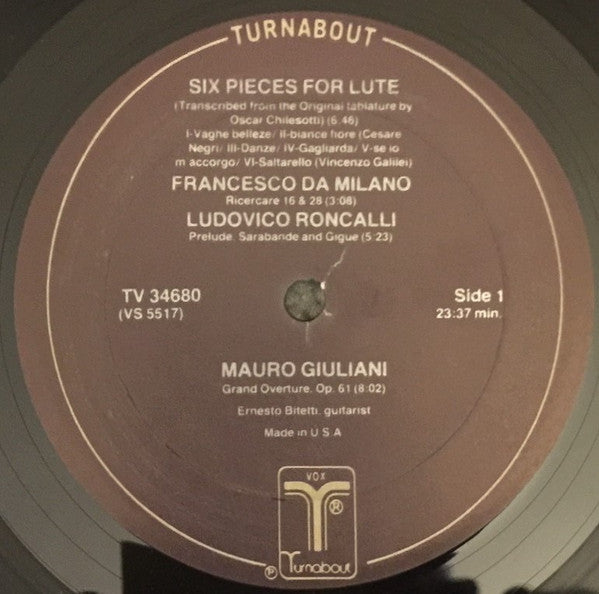 TURNABOUT
SIX PIECES FOR LUTE
(Transcribed from the Original tablature by
Oscar Chilesotti) (6.46)
I-Vaghe belleze/ II-biance fiore (Cesare
Negri/ III-Danze/ IV-Gagliarda/ V-se io
m accorgo/ VI-Saltarello (Vincenzo Galilei)
FRANCESCO DA MILANO
Ricercare 16 & 28 (3:08)
LUDOVICO RONCALLI
Prelude. Sarabande and Gigue (5:23)
TV 34680
(VS 5517)
Side 1
23:37 min.
MAURO GIULIANI
Grand Overture. Op. 61 (8:02)
Ernesto Bitetti. guitarist
Made in U S A
VOX
T ®
℗ Turnabout